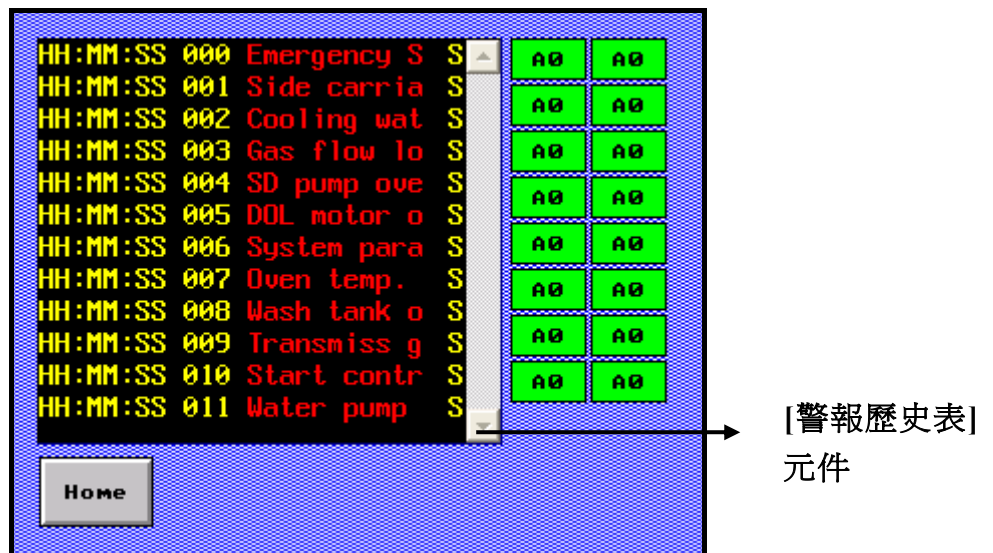 HH:MM:SS 000 Emergency S S
HH:MM:SS 001 Side carria S
HH:MM:SS 002 Cooling wat S
HH:MM:SS 003 Gas flow lo S
HH:MM:SS 004 SD pump ove S
HH:MM:SS 005 DOL motor o S
HH:MM:SS 006 System para S
HH:MM:SS 007 Oven temp. S
HH:MM:SS 008 Wash tank o S
HH:MM:SS 009 Transmiss g S
HH:MM:SS 010 Start contr S
HH:MM:SS 011 Water pump S
A0 A0
A0 A0
A0 A0
A0 A0
A0 A0
A0 A0
A0 A0
A0 A0
[警報歷史表]
元件
Home